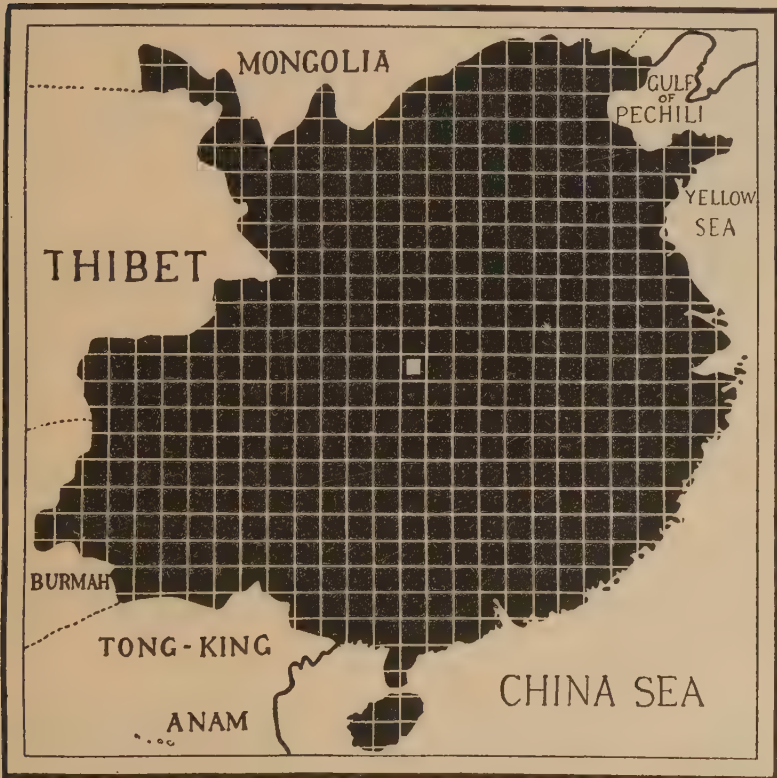 MONGOLIA
GULF
OF
PECHILI
YELLOW
SEA
THIBET
BURMAH
TONG-KING
CHINA SEA
ANAM